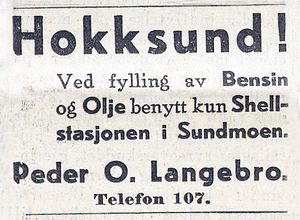 Hokksund!
Ved fylling av Bensin
og Olje benytt kun Shell-
stasjonen i Sundmoen.
Peder O. Langebro.
Telefon 107.